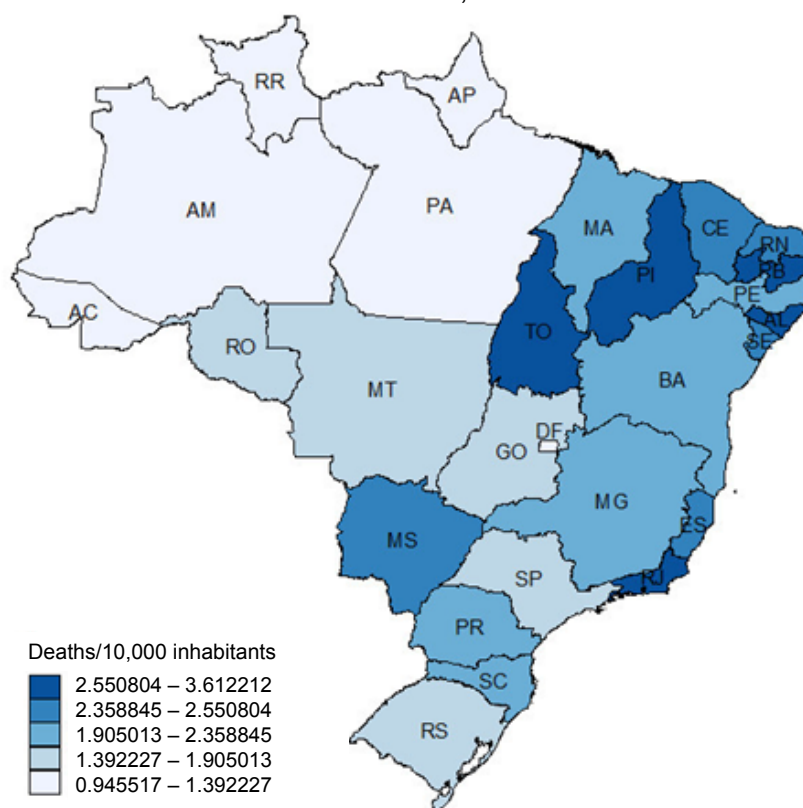 RR
AP
AM
PA
MA
CE
RN
PI
RB
PE
AC
TO
AL
SE
RO
MT
BA
DF
GO
MG
ES
MS
SP
RJ
PR
SC
RS
Deaths/10,000 inhabitants
2.550804 – 3.612212
2.358845 – 2.550804
1.905013 – 2.358845
1.392227 – 1.905013
0.945517 – 1.392227